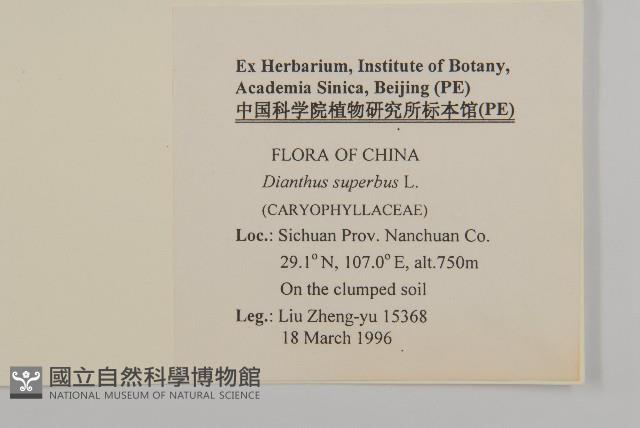 Ex Herbarium, Institute of Botany,
Academia Sinica, Beijing (PE)
中国科学院植物研究所标本馆(PE)
FLORA OF CHINA
Dianthus superbus L.
(CARYOPHYLLACEAE)
Loc.: Sichuan Prov. Nanchuan Co.
29.1° N, 107.0° E, alt.750m
On the clumped soil
Leg.: Liu Zheng-yu 15368
18 March 1996
國立自然科學博物館
NATIONAL MUSEUM OF NATURAL SCIENCE